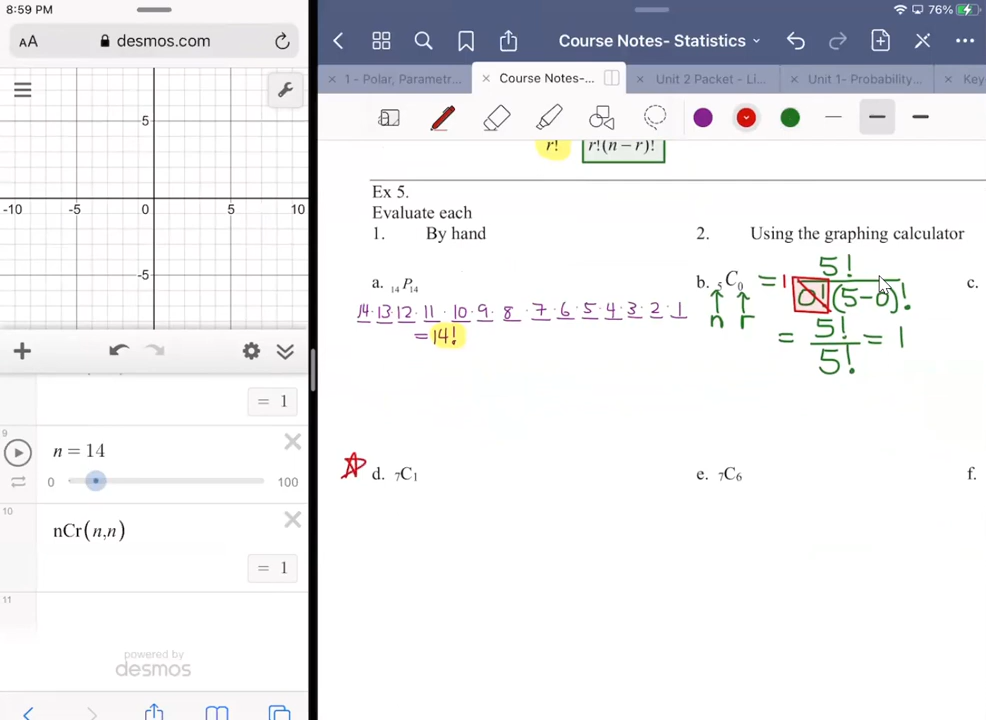 8:59 PM
76%
AA desmos.com
Course Notes- Statistics
1 - Polar, Parametr...
Course Notes-...
Unit 2 Packet - Li...
Unit 1- Probability...
Key
5
-10 -5 0 5 10
-5
= 1
9
n = 14
0 100
10
nCr(n,n)
= 1
11
powered by
desmos
r! r!(n − r)!
Ex 5.
Evaluate each
1. By hand
2. Using the graphing calculator
a. ₁₄P₁₄
14·13·12·11·10·9·8·7·6·5·4·3·2·1
= 14!
b. ₅C₀ = 5!
1 0!(5-0)!
n r
= 5! = 1
5!
c.
d. ₇C₁
e. ₇C₆
f.